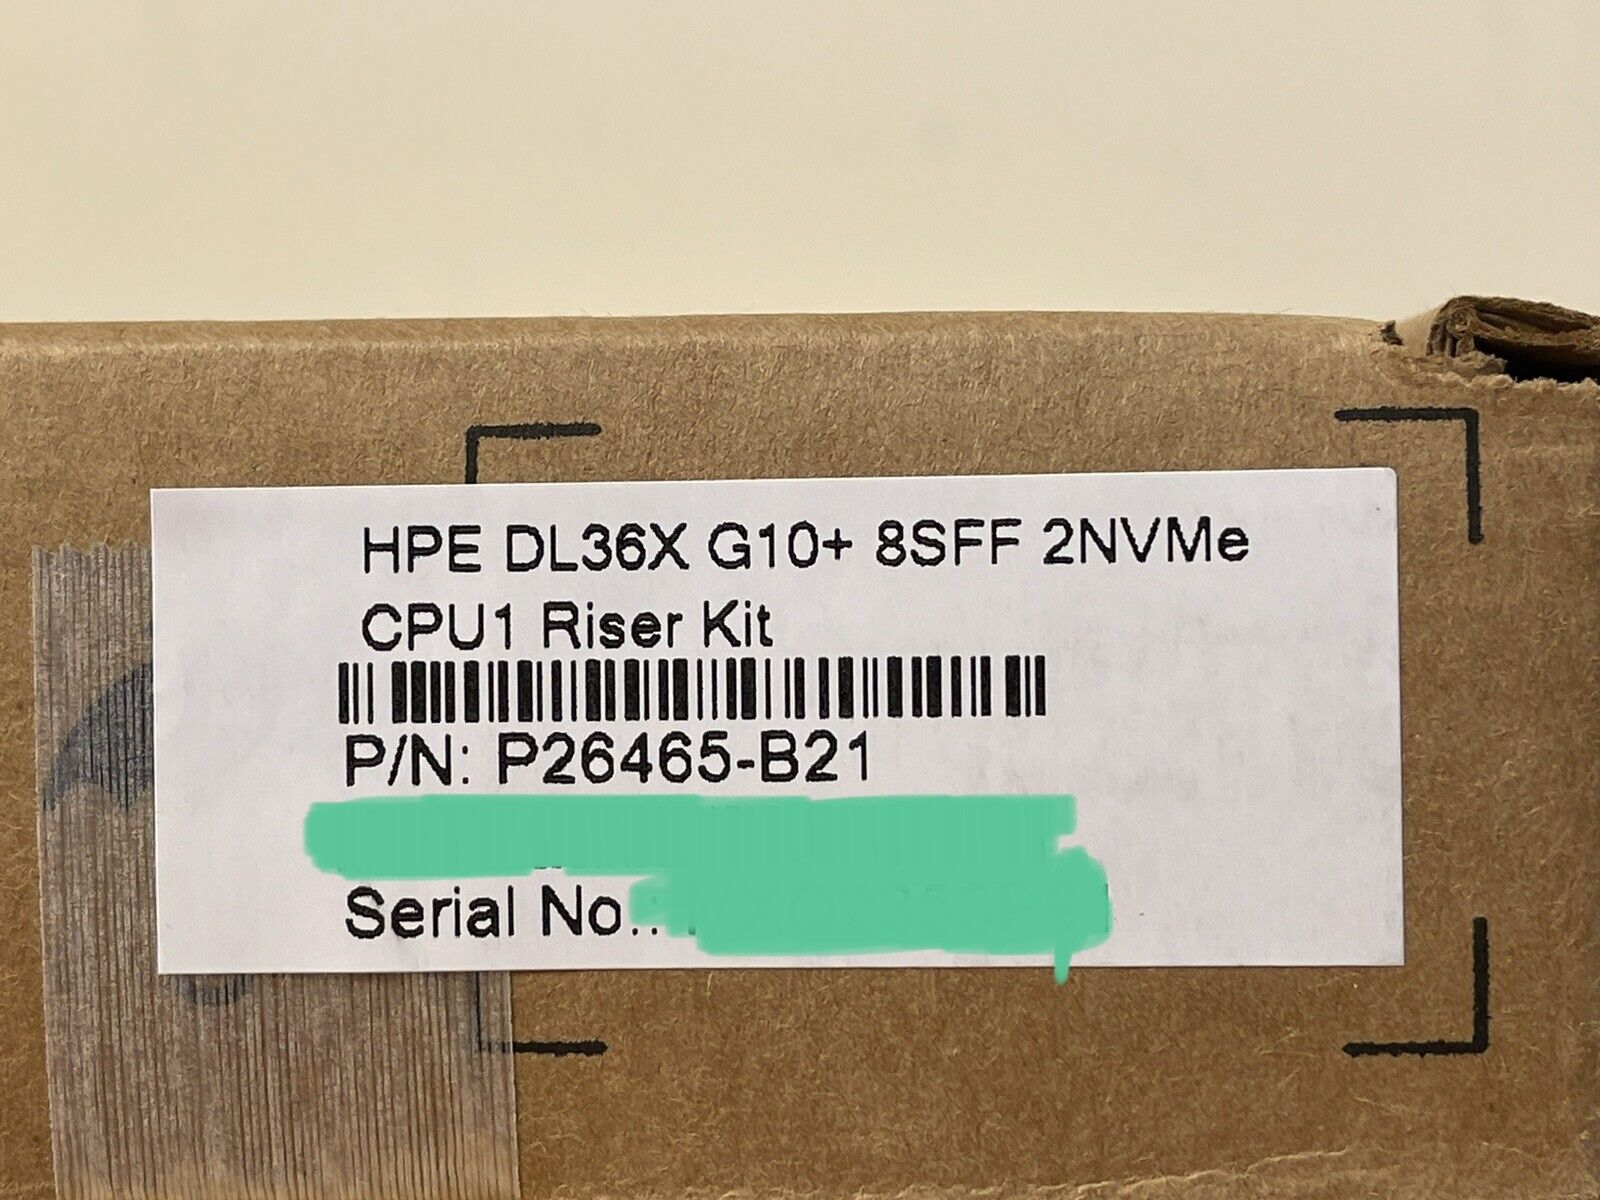 HPE DL36X G10+ 8SFF 2NVMe
CPU1 Riser Kit
P/N: P26465-B21
Serial No.: